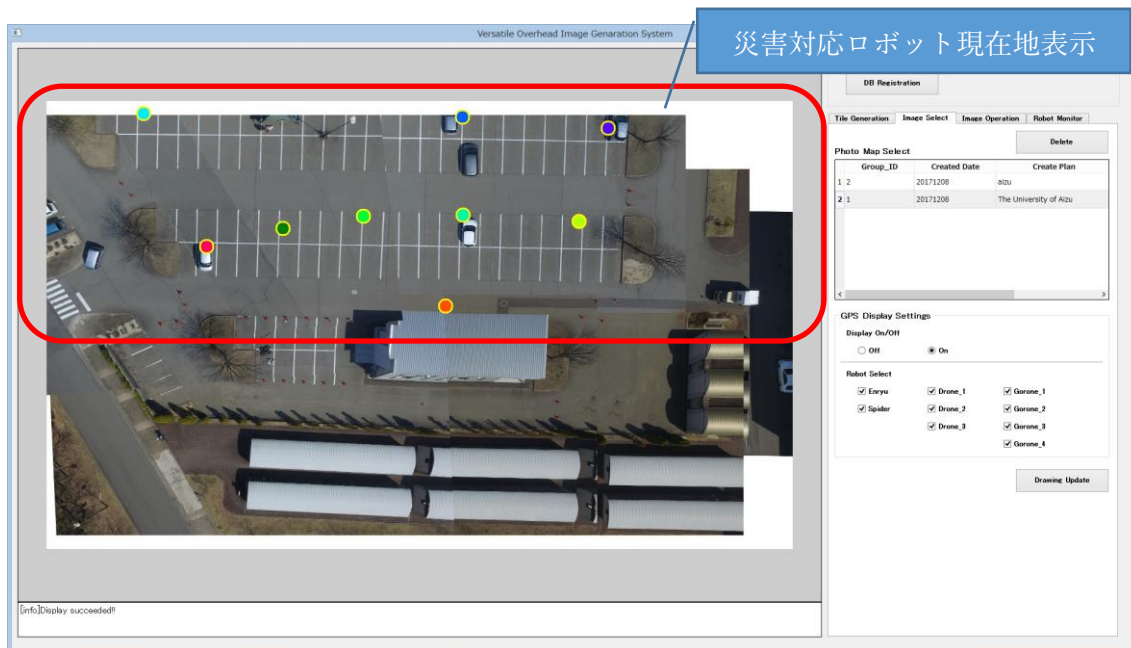 Versatile Overhead Image Genaration System
災害対応ロボット現在地表示
DB Registration
Tile Generation Image Select Image Operation Robot Monitor
Delete
Photo Map Select
Group_ID Created Date Create Plan
1 2 20171208 aizu
2 1 20171208 The University of Aizu
GPS Display Settings
Display On/Off
Off On
Robot Select
Enryu Drone_1 Gorone_1
Spider Drone_2 Gorone_2
Drone_3 Gorone_3
Gorone_4
Drawing Update
[info]Display succeeded!!